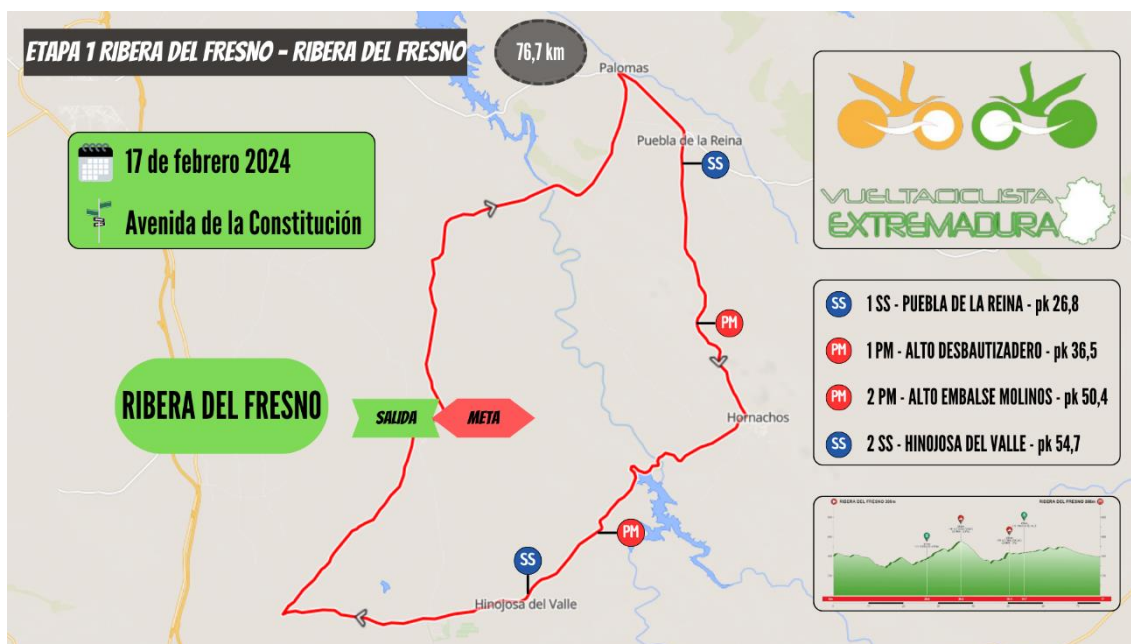 ETAPA 1 RIBERA DEL FRESNO - RIBERA DEL FRESNO
76,7 km
Palomas
Puebla de la Reina
SS
17 de febrero 2024
Avenida de la Constitución
VUELTACICLISTA
EXTREMADURA
SS 1 SS - PUEBLA DE LA REINA - pk 26,8
PM 1 PM - ALTO DESBAUTIZADERO - pk 36,5
PM 2 PM - ALTO EMBALSE MOLINOS - pk 50,4
SS 2 SS - HINOJOSA DEL VALLE - pk 54,7
PM
RIBERA DEL FRESNO
SALIDA
META
Hornachos
PM
SS
Hinojosa del Valle
RIBERA DEL FRESNO
RIBERA DEL FRESNO